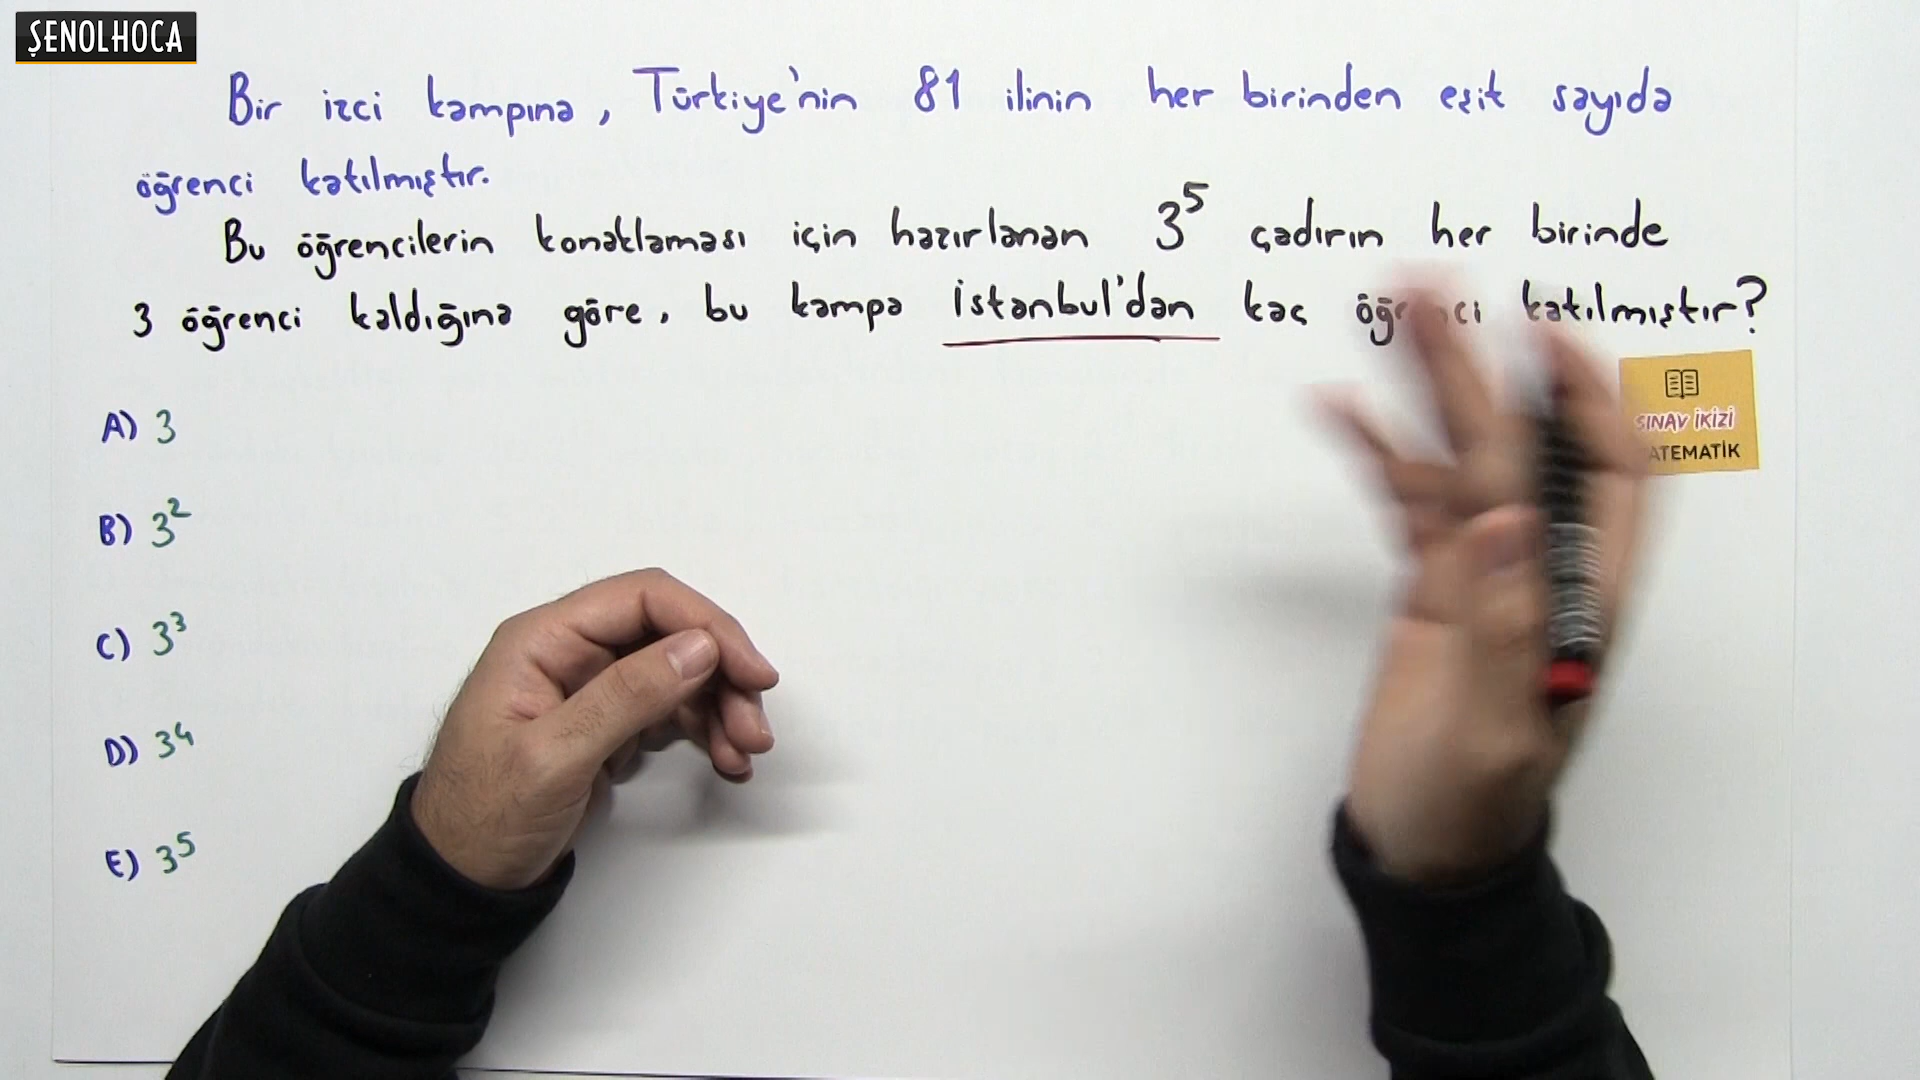 ŞENOLHOCA
Bir izci kampına, Türkiye'nin 81 ilinin her birinden eşit sayıda
öğrenci katılmıştır.
Bu öğrencilerin konaklaması için hazırlanan 3⁵ çadırın her birinde
3 öğrenci kaldığına göre, bu kampa İstanbul'dan kaç öğrenci katılmıştır?
SINAV İKİZİ
A) 3
B) 3²
C) 3³
D) 3⁴
E) 3⁵